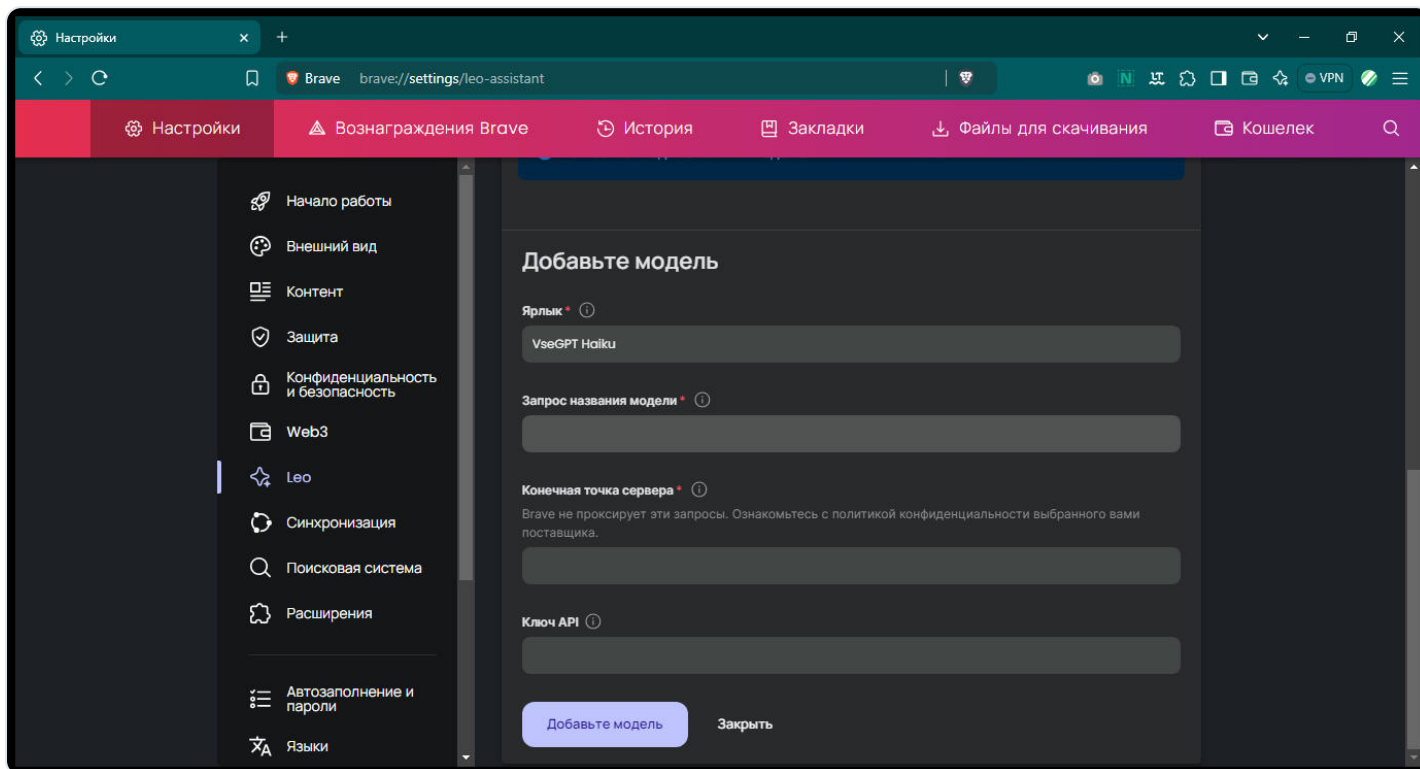 Настройки
Brave brave://settings/leo-assistant
VPN
Настройки
Вознаграждения Brave
История
Закладки
Файлы для скачивания
Кошелек
Начало работы
Внешний вид
Контент
Защита
Конфиденциальность
и безопасность
Web3
Leo
Синхронизация
Поисковая система
Расширения
Автозаполнение и
пароли
Языки
Добавьте модель
Ярлык *
VseGPT Haiku
Запрос названия модели *
Конечная точка сервера *
Brave не проксирует эти запросы. Ознакомьтесь с политикой конфиденциальности выбранного вами
поставщика.
Ключ API
Добавьте модель
Закрыть